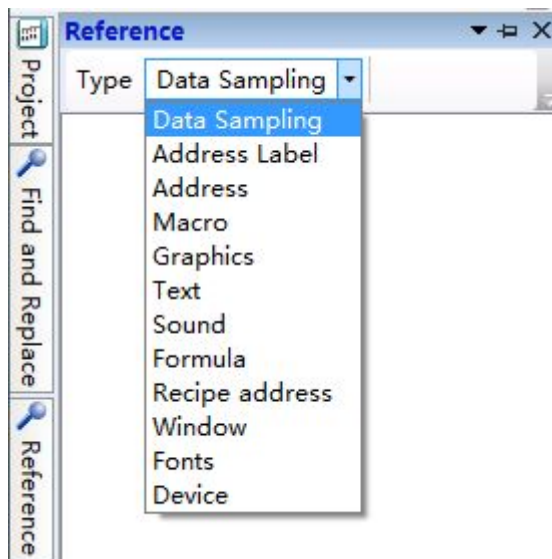 Reference
Type Data Sampling
Data Sampling
Address Label
Address
Macro
Graphics
Text
Sound
Formula
Recipe address
Window
Fonts
Device
Project
Find and Replace
Reference